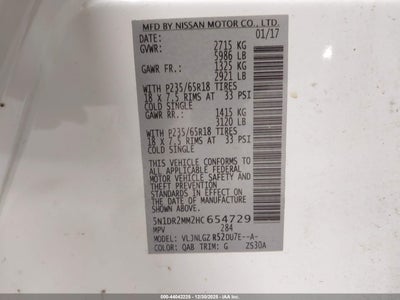 MFD BY NISSAN MOTOR CO., LTD.
DATE: 01/17
GVWR: 2715 KG
5986 LB
GAWR FR.: 1325 KG
2921 LB
WITH P235/65R18 TIRES
18 X 7.5 RIMS AT 33 PSI
COLD SINGLE
GAWR RR.: 1415 KG
3120 LB
WITH P235/65R18 TIRES
18 X 7.5 RIMS AT 33 PSI
COLD SINGLE
THIS VEHICLE CONFORMS TO ALL
APPLICABLE FEDERAL MOTOR
VEHICLE SAFETY AND THEFT
PREVENTION STANDARDS
IN EFFECT ON THE
DATE OF MANUFACTURE SHOWN
ABOVE.
5N1DR2MM2HC654729
MPV
MODEL: VLJNLGZ R52DU7E--A-
COLOR: QAB TRIM: G ZS30A
500-44042225 - 12/30/2025 - IAAI